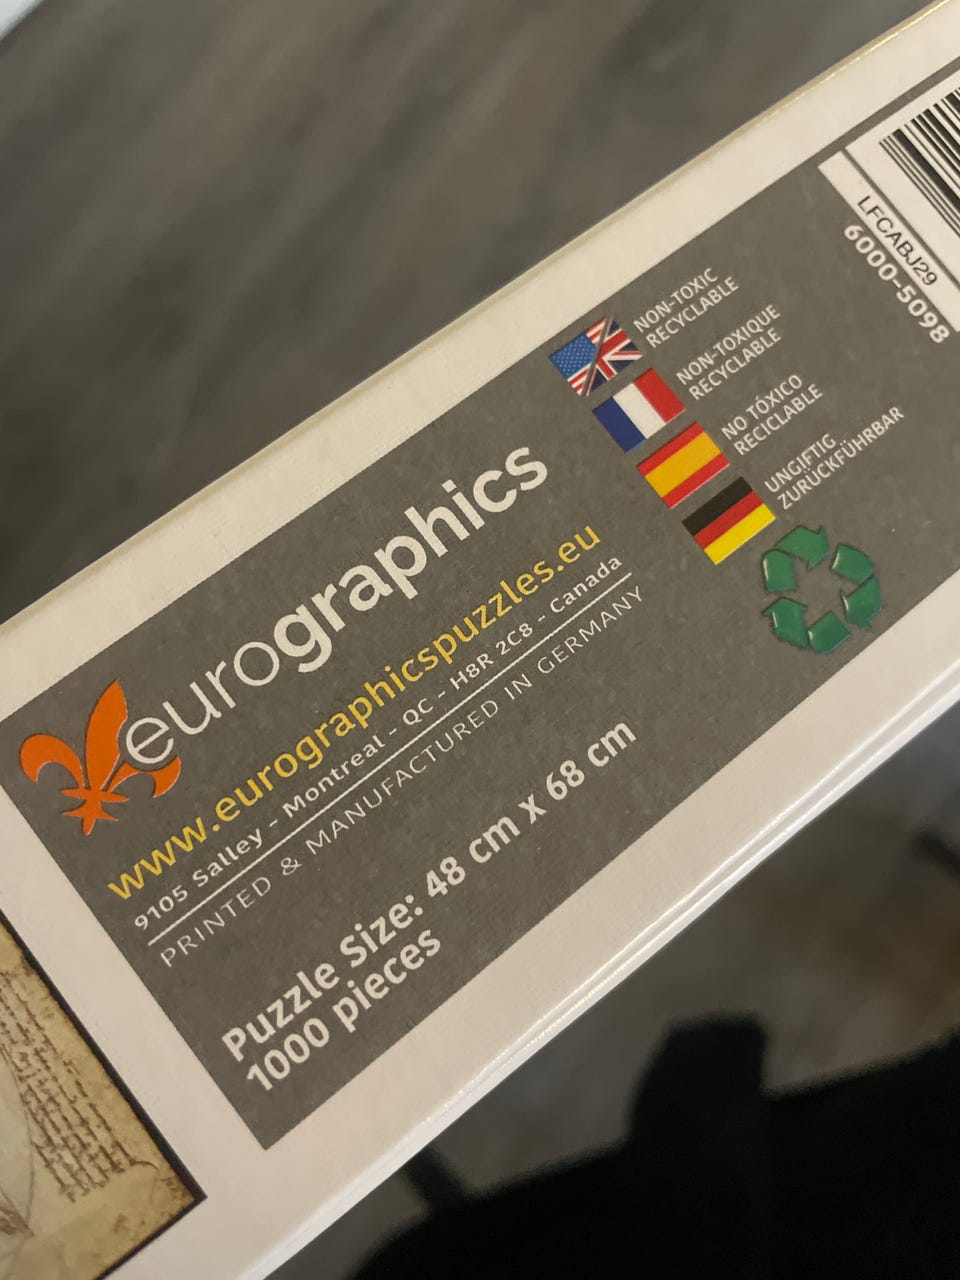 eurographics
www.eurographicspuzzles.eu
9105 Salley - Montreal - QC - H8R 2C8 - Canada
PRINTED & MANUFACTURED IN GERMANY
Puzzle Size: 48 cm x 68 cm
1000 pieces
NON-TOXIC
RECYCLABLE
NON-TOXIQUE
RECYCLABLE
NO TÓXICO
RECICLABLE
UNGIFTIG
ZURÜCKFÜHRBAR
LFCABJ29
6000-5098